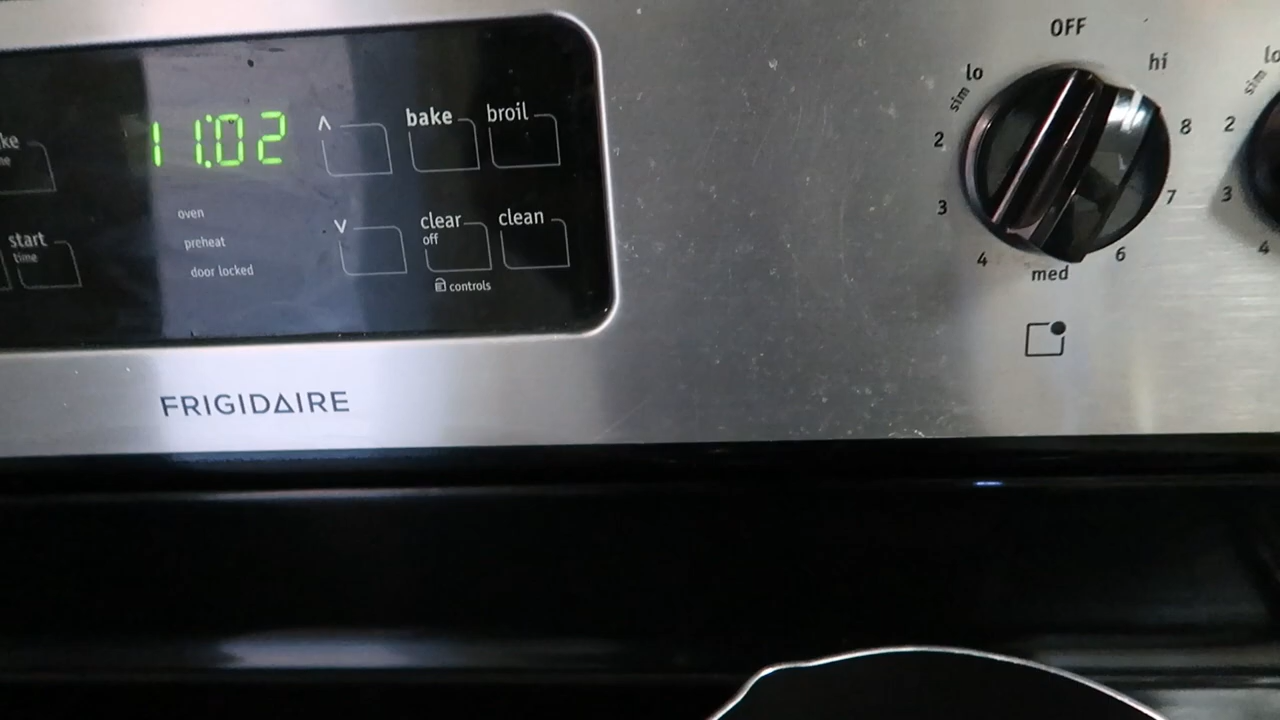 11:02
bake
broil
start
time
clear
off
clean
controls
oven
preheat
door locked
FRIGIDAIRE
OFF
lo
sim
2
3
4
med
6
7
8
hi
lo
sim
2
3
4